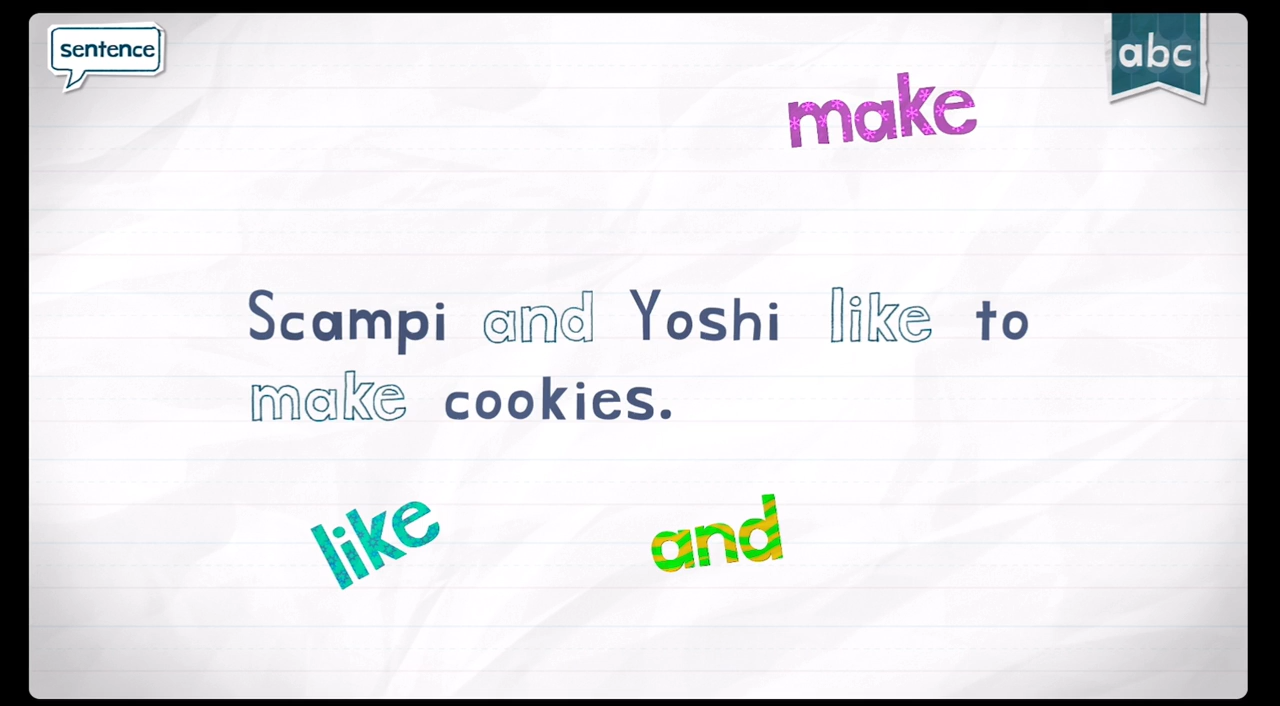 sentence
abc
make
Scampi and Yoshi like to
make cookies.
like
and